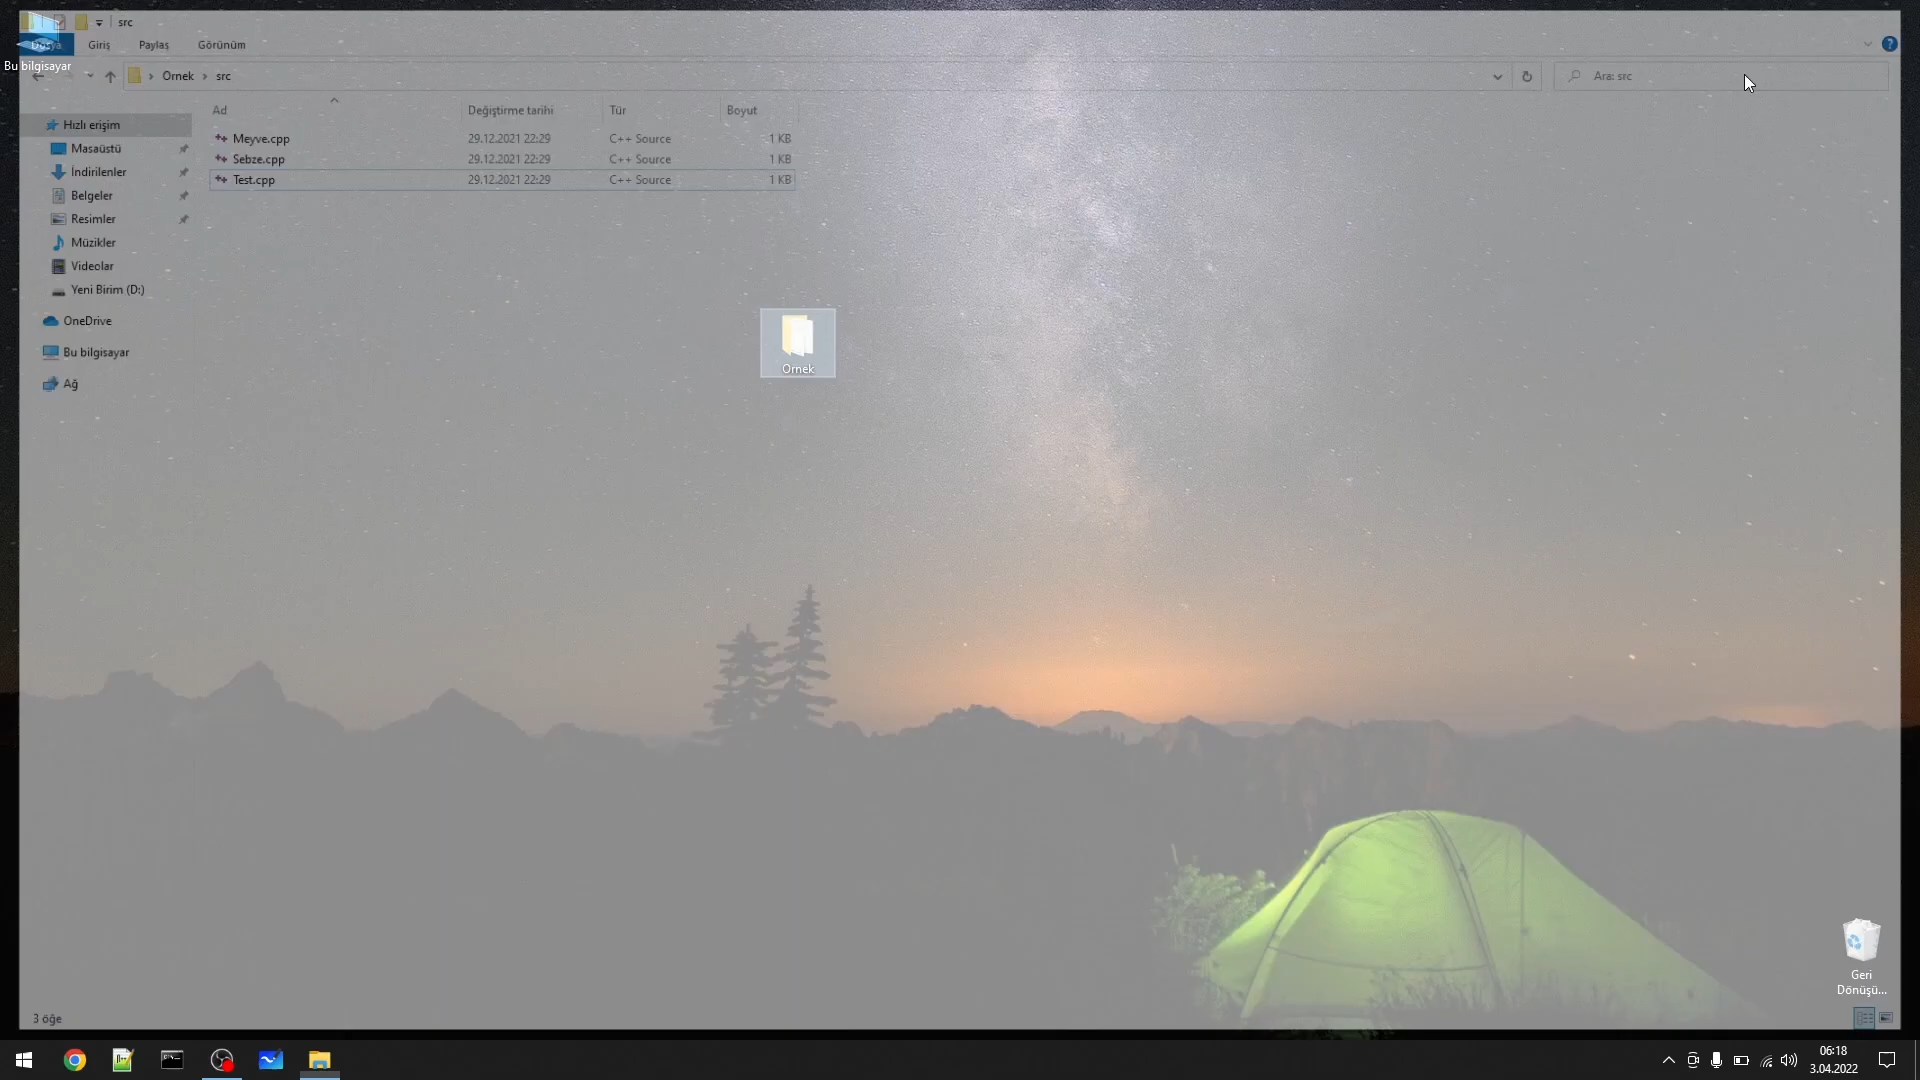 src
Bu bilgisayar
Dosya
Giriş
Paylaş
Görünüm
Ornek
src
Ara: src
Ad
Değiştirme tarihi
Tür
Boyut
Hızlı erişim
Masaüstü
İndirilenler
Belgeler
Resimler
Müzikler
Videolar
Yeni Birim (D:)
OneDrive
Bu bilgisayar
Ağ
Meyve.cpp 29.12.2021 22:29 C++ Source 1 KB
Sebze.cpp 29.12.2021 22:29 C++ Source 1 KB
Test.cpp 29.12.2021 22:29 C++ Source 1 KB
Ornek
Geri
Dönüşü...
3 öğe
06:18
3.04.2022